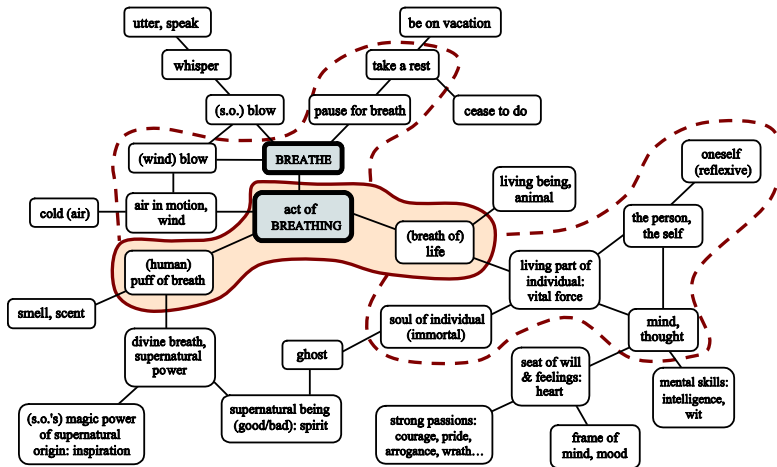 utter, speak
be on vacation
whisper
take a rest
(s.o.) blow
pause for breath
cease to do
(wind) blow
BREATHE
oneself
(reflexive)
living being,
animal
cold (air)
air in motion,
wind
act of
BREATHING
(breath of)
life
the person,
the self
(human)
puff of breath
living part of
individual:
vital force
smell, scent
soul of individual
(immortal)
mind,
thought
divine breath,
supernatural
power
ghost
seat of will
& feelings:
heart
mental skills:
intelligence,
wit
(s.o.'s) magic power
of supernatural
origin: inspiration
supernatural being
(good/bad): spirit
strong passions:
courage, pride,
arrogance, wrath...
frame of
mind, mood